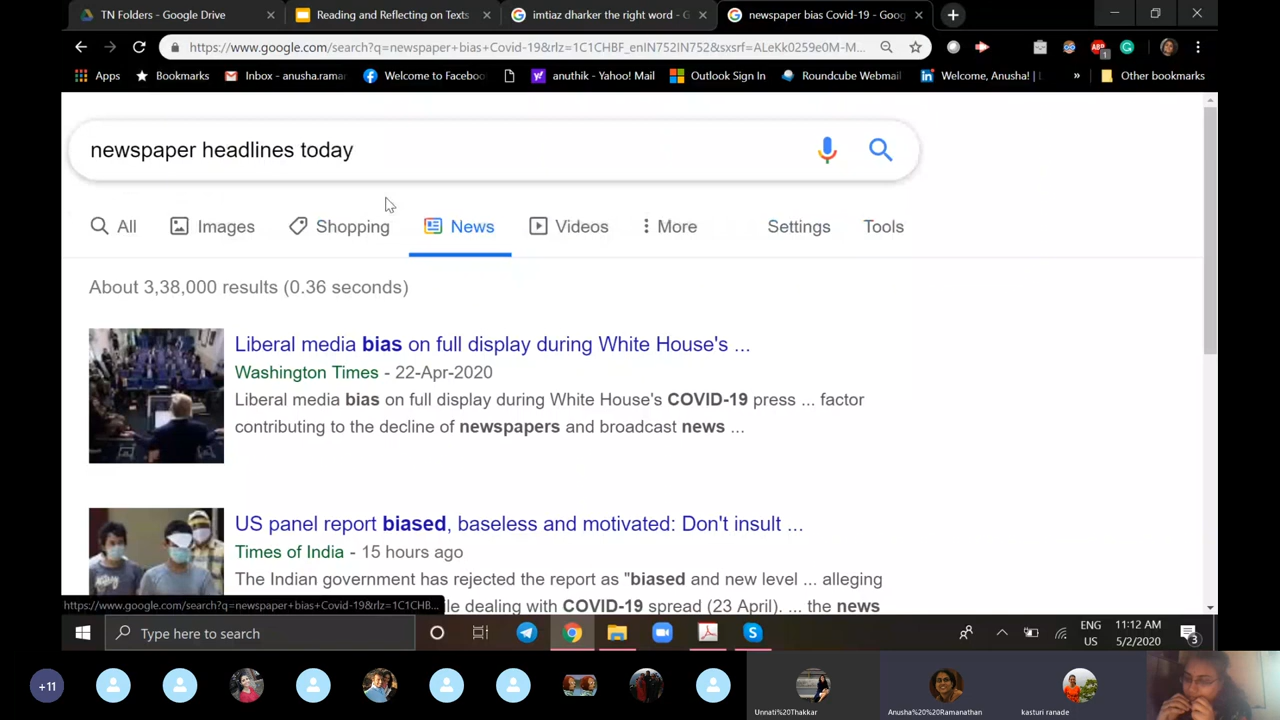 TN Folders - Google Drive
Reading and Reflecting on Texts
imtiaz dharker the right word - G
newspaper bias Covid-19 - Goog
https://www.google.com/search?q=newspaper+bias+Covid-19&rlz=1C1CHBF_enIN752IN752&sxsrf=ALeKk0259e0M-M...
Apps
Bookmarks
Inbox - anusha.ramar
Welcome to Faceboo
anuthik - Yahoo! Mail
Outlook Sign In
Roundcube Webmail
Welcome, Anusha! | L
»
Other bookmarks
newspaper headlines today
All Images Shopping News Videos More Settings Tools
About 3,38,000 results (0.36 seconds)
Liberal media bias on full display during White House's ...
Washington Times - 22-Apr-2020
Liberal media bias on full display during White House's COVID-19 press ... factor
contributing to the decline of newspapers and broadcast news ...
US panel report biased, baseless and motivated: Don't insult ...
Times of India - 15 hours ago
The Indian government has rejected the report as "biased and new level ... alleging
le dealing with COVID-19 spread (23 April). ... the news
https://www.google.com/search?q=newspaper+bias+Covid-19&rlz=1C1CHB...
Type here to search
ENG
US
11:12 AM
5/2/2020
3
+11
Unnati%20Thakkar
Anusha%20%20Ramanathan
kasturi ranade